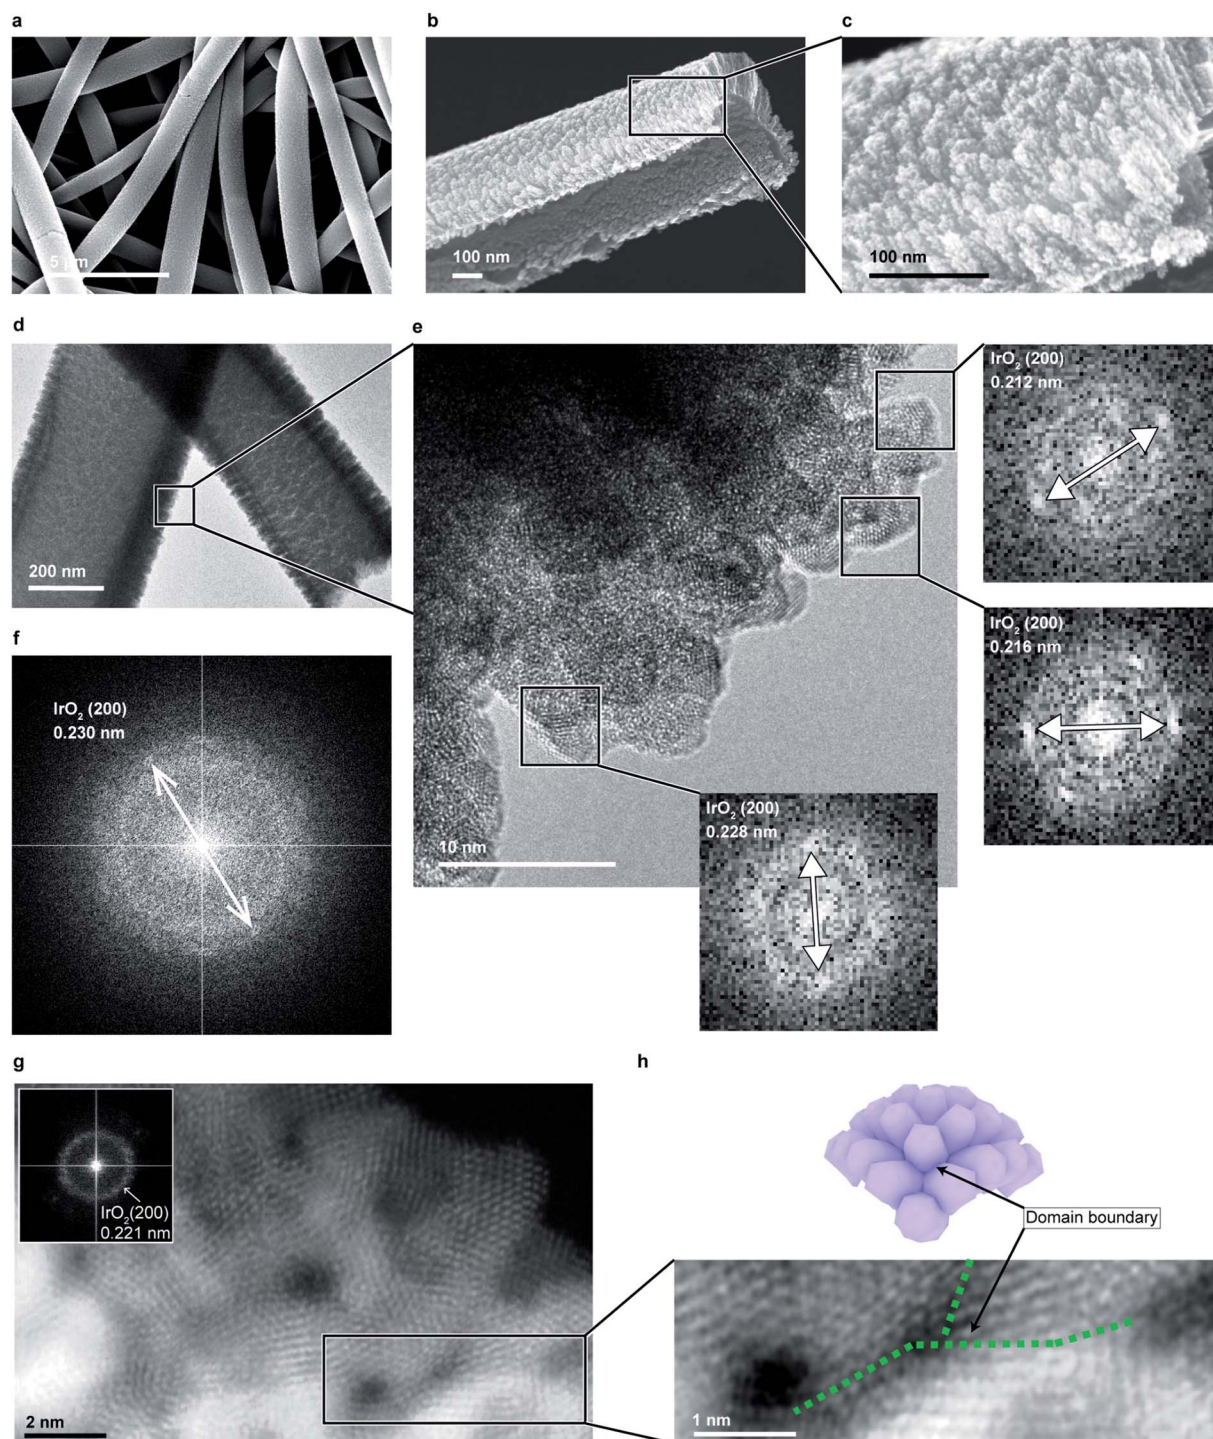 a
b
c
5 µm
100 nm
100 nm
d
e
200 nm
10 nm
IrO2 (200)
0.212 nm
IrO2 (200)
0.216 nm
IrO2 (200)
0.228 nm
f
IrO2 (200)
0.230 nm
g
IrO2(200)
0.221 nm
2 nm
h
Domain boundary
1 nm